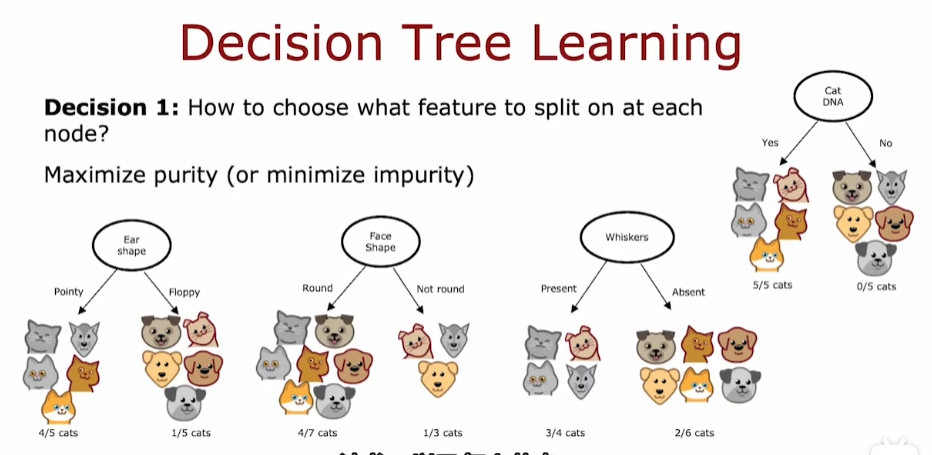 Decision Tree Learning
Decision 1: How to choose what feature to split on at each
node?
Maximize purity (or minimize impurity)
Cat
DNA
Yes
No
5/5 cats
0/5 cats
Ear
shape
Pointy
Floppy
4/5 cats
1/5 cats
Face
Shape
Round
Not round
4/7 cats
1/3 cats
Whiskers
Present
Absent
3/4 cats
2/6 cats